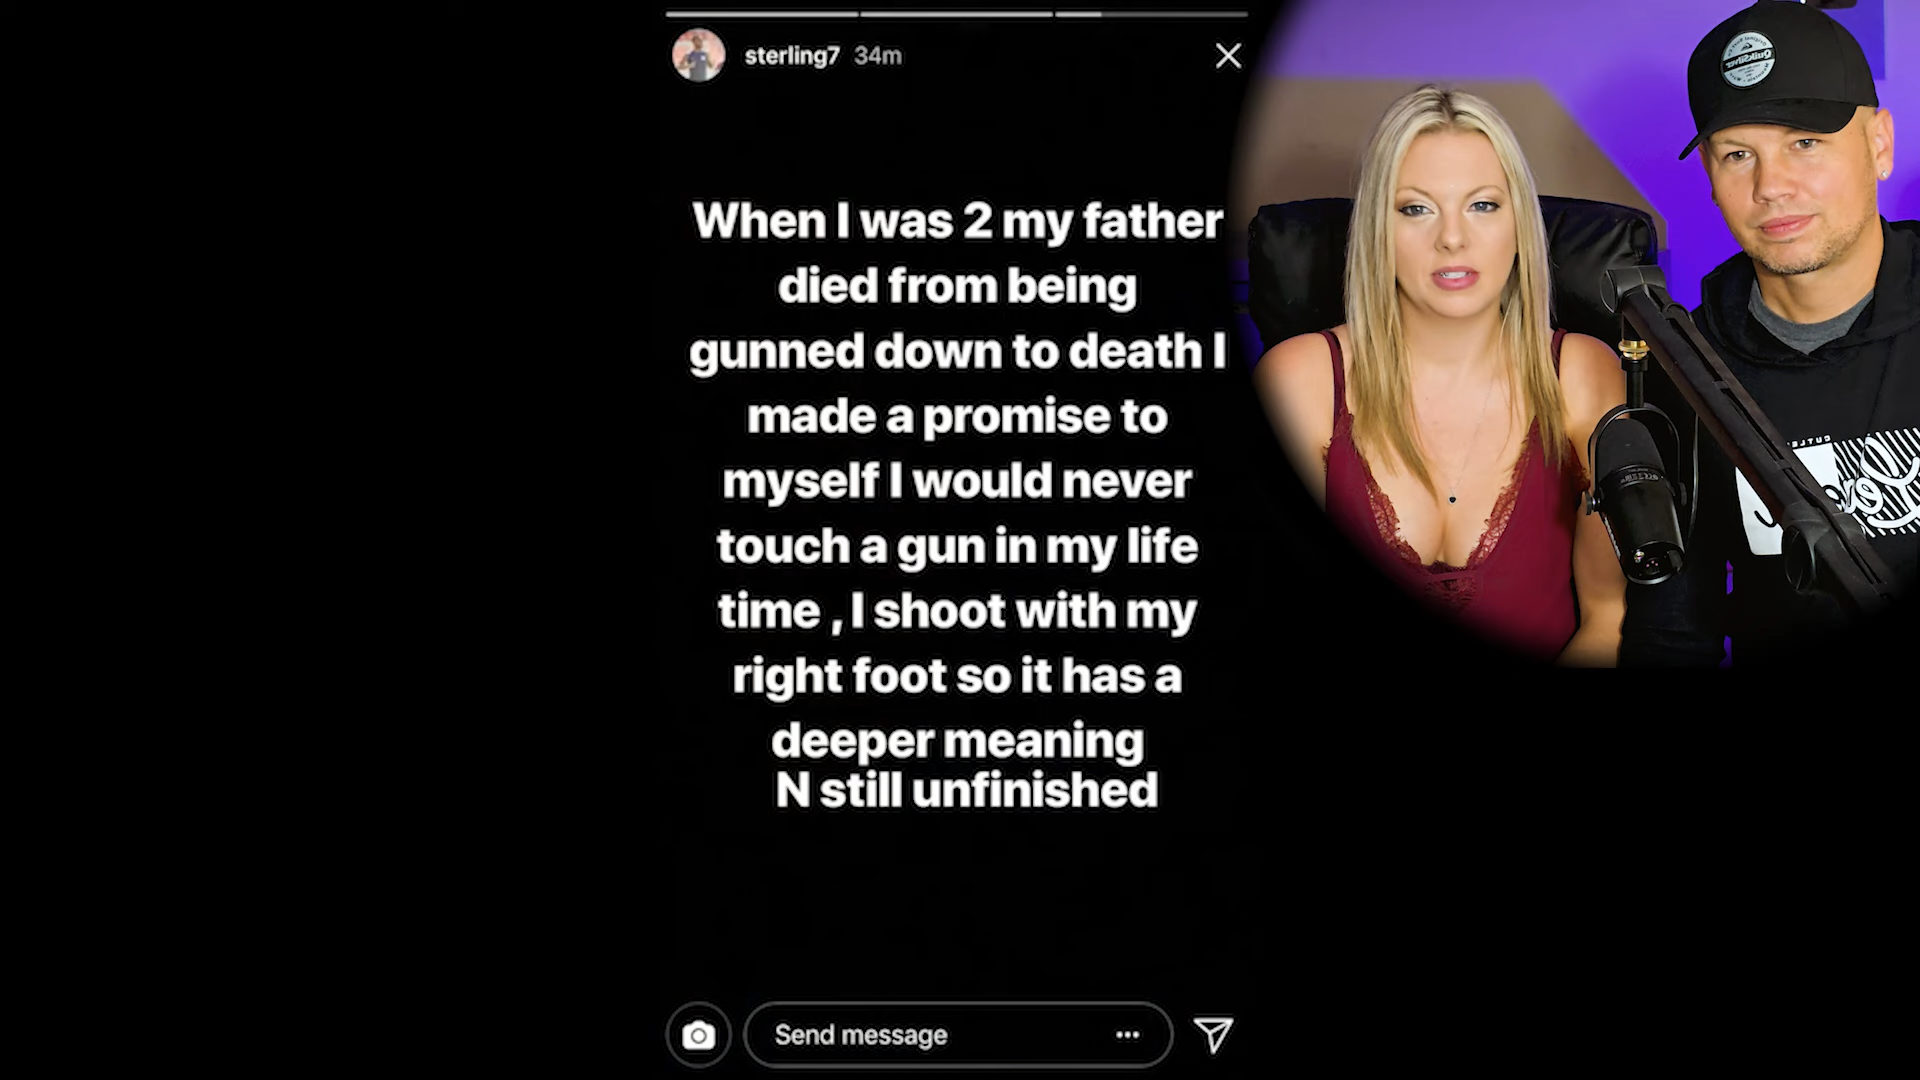 sterling7 34m
When I was 2 my father
died from being
gunned down to death I
made a promise to
myself I would never
touch a gun in my life
time , I shoot with my
right foot so it has a
deeper meaning
N still unfinished
Send message
QuikSilver